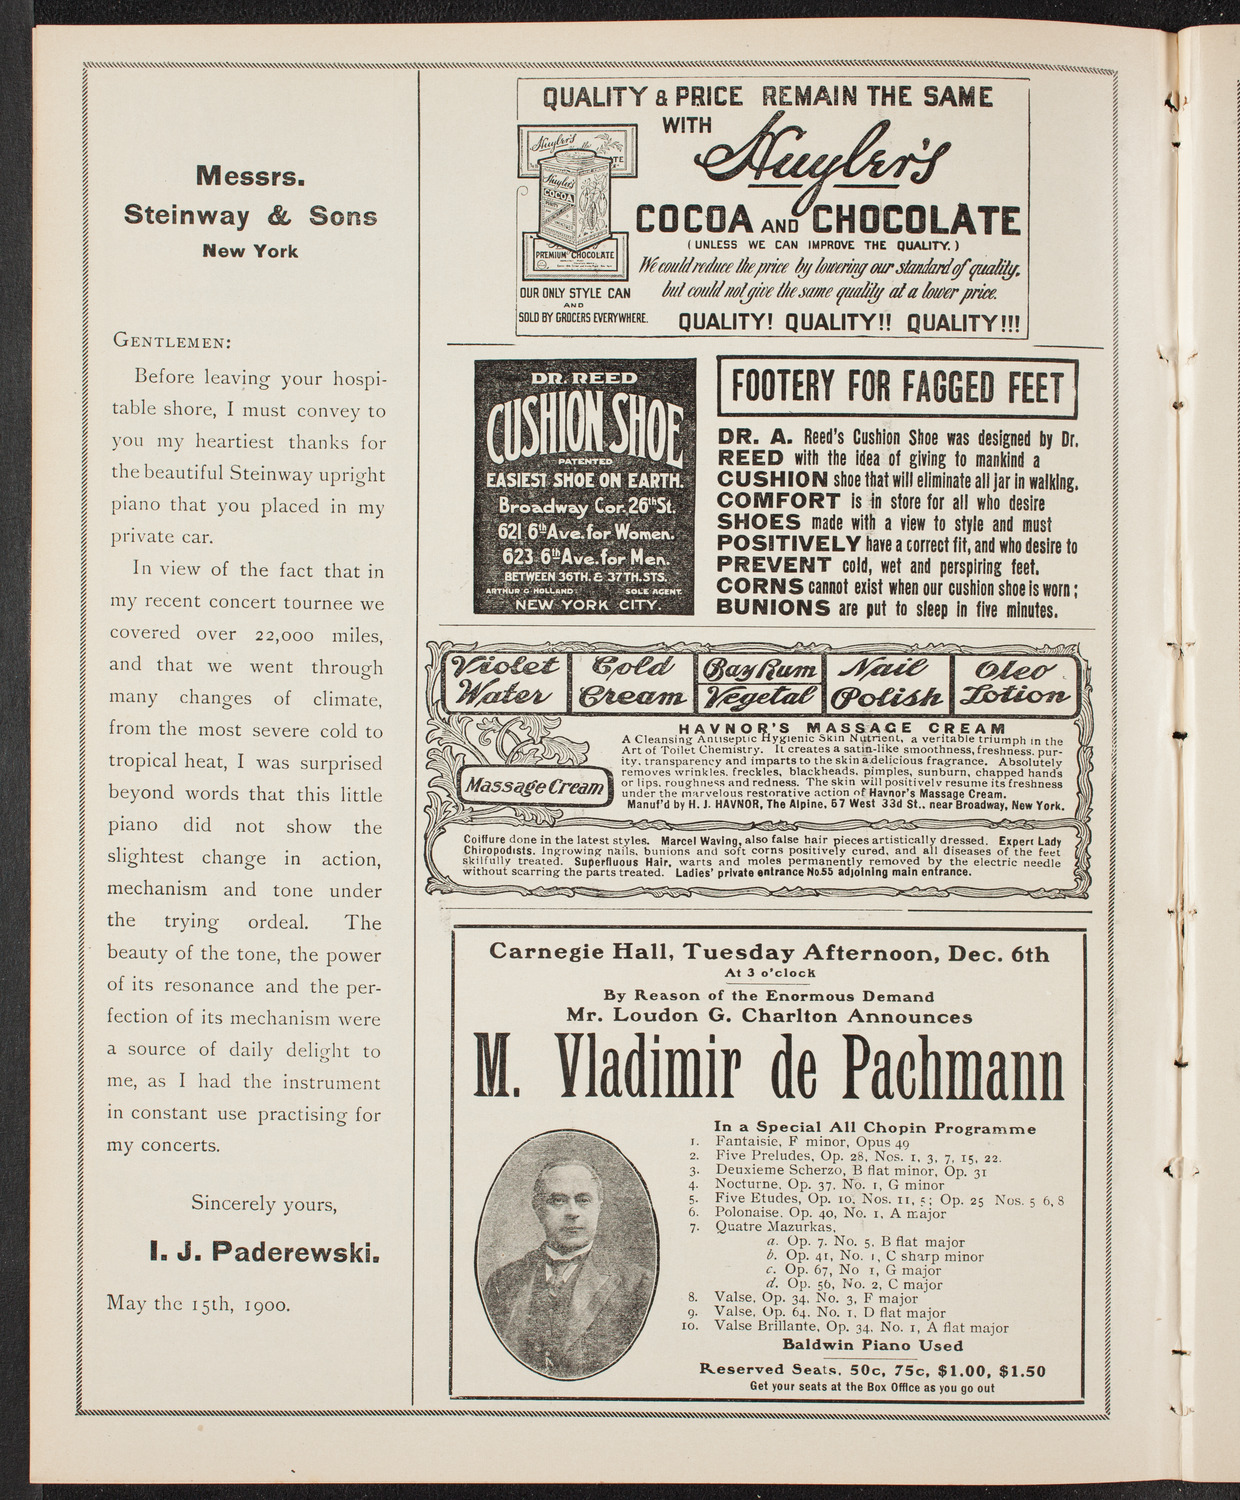 Messrs.
Steinway & Sons
New York
GENTLEMEN:
Before leaving your hospi-
table shore, I must convey to
you my heartiest thanks for
the beautiful Steinway upright
piano that you placed in my
private car.
In view of the fact that in
my recent concert tournee we
covered over 22,000 miles,
and that we went through
many changes of climate,
from the most severe cold to
tropical heat, I was surprised
beyond words that this little
piano did not show the
slightest change in action,
mechanism and tone under
the trying ordeal. The
beauty of the tone, the power
of its resonance and the per-
fection of its mechanism were
a source of daily delight to
me, as I had the instrument
in constant use practising for
my concerts.
Sincerely yours,
I. J. Paderewski.
May the 15th, 1900.
QUALITY & PRICE REMAIN THE SAME
WITH Huyler's
COCOA AND CHOCOLATE
(UNLESS WE CAN IMPROVE THE QUALITY.)
We could reduce the price by lowering our standard of quality,
but could not give the same quality at a lower price.
QUALITY! QUALITY!! QUALITY!!!
Huyler's
Huyler's
COCOA
PREMIUM CHOCOLATE
OUR ONLY STYLE CAN
AND
SOLD BY GROCERS EVERYWHERE.
DR. REED
CUSHION SHOE
PATENTED
EASIEST SHOE ON EARTH.
Broadway Cor. 26th St.
621 6th Ave. for Women.
623 6th Ave. for Men.
BETWEEN 36TH. & 37TH. STS.
ARTHUR G. HOLLAND: SOLE AGENT.
NEW YORK CITY.
FOOTERY FOR FAGGED FEET
DR. A. Reed's Cushion Shoe was designed by Dr.
REED with the idea of giving to mankind a
CUSHION shoe that will eliminate all jar in walking.
COMFORT is in store for all who desire
SHOES made with a view to style and must
POSITIVELY have a correct fit, and who desire to
PREVENT cold, wet and perspiring feet.
CORNS cannot exist when our cushion shoe is worn;
BUNIONS are put to sleep in five minutes.
Violet Water
Cold Cream
Bay Rum
Vegetal
Nail Polish
Oleo Lotion
Massage Cream
HAVNOR'S MASSAGE CREAM
A Cleansing Antiseptic Hygienic Skin Nutrient, a veritable triumph in the
Art of Toilet Chemistry. It creates a satin-like smoothness, freshness, pur-
ity, transparency and imparts to the skin a delicious fragrance. Absolutely
removes wrinkles, freckles, blackheads, pimples, sunburn, chapped hands
or lips, roughness and redness. The skin will positively resume its freshness
under the marvelous restorative action of Havnor's Massage Cream.
Manuf'd by H. J. HAVNOR, The Alpine, 57 West 33d St., near Broadway, New York.
Coiffure done in the latest styles. Marcel Waving, also false hair pieces artistically dressed. Expert Lady
Chiropodists. Ingrowing nails, bunions and soft corns positively cured, and all diseases of the feet
skilfully treated. Superfluous Hair, warts and moles permanently removed by the electric needle
without scarring the parts treated. Ladies' private entrance No.55 adjoining main entrance.
Carnegie Hall, Tuesday Afternoon, Dec. 6th
At 3 o'clock
By Reason of the Enormous Demand
Mr. Loudon G. Charlton Announces
M. Vladimir de Pachmann
In a Special All Chopin Programme
1. Fantaisie, F minor, Opus 49
2. Five Preludes, Op. 28, Nos. 1, 3, 7, 15, 22.
3. Deuxieme Scherzo, B flat minor, Op. 31
4. Nocturne, Op. 37, No. 1, G minor
5. Five Etudes, Op. 10, Nos. 11, 5; Op. 25 Nos. 5 6, 8
6. Polonaise, Op. 40, No. 1, A major
7. Quatre Mazurkas,
a. Op. 7, No. 5, B flat major
b. Op. 41, No. 1, C sharp minor
c. Op. 67, No 1, G major
d. Op. 56, No. 2, C major
8. Valse, Op. 34, No. 3, F major
9. Valse, Op. 64, No. 1, D flat major
10. Valse Brillante, Op. 34, No. 1, A flat major
Baldwin Piano Used
Reserved Seats, 50c, 75c, $1.00, $1.50
Get your seats at the Box Office as you go out